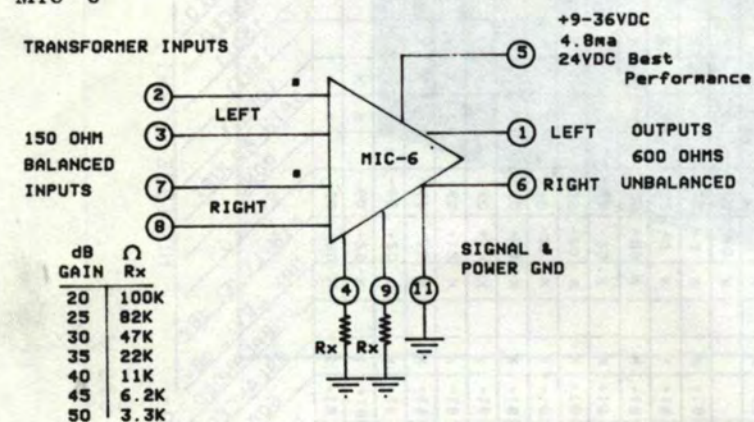 MIC-6
TRANSFORMER INPUTS
+9-36VDC
4.8ma
24VDC Best
Performance
5
2
LEFT
3
150 OHM
BALANCED
INPUTS
7
RIGHT
8
MIC-6
1 LEFT OUTPUTS
600 OHMS
6 RIGHT UNBALANCED
SIGNAL &
POWER GND
4 9 11
Rx Rx
dB Ω
GAIN Rx
20 100K
25 82K
30 47K
35 22K
40 11K
45 6.2K
50 3.3K